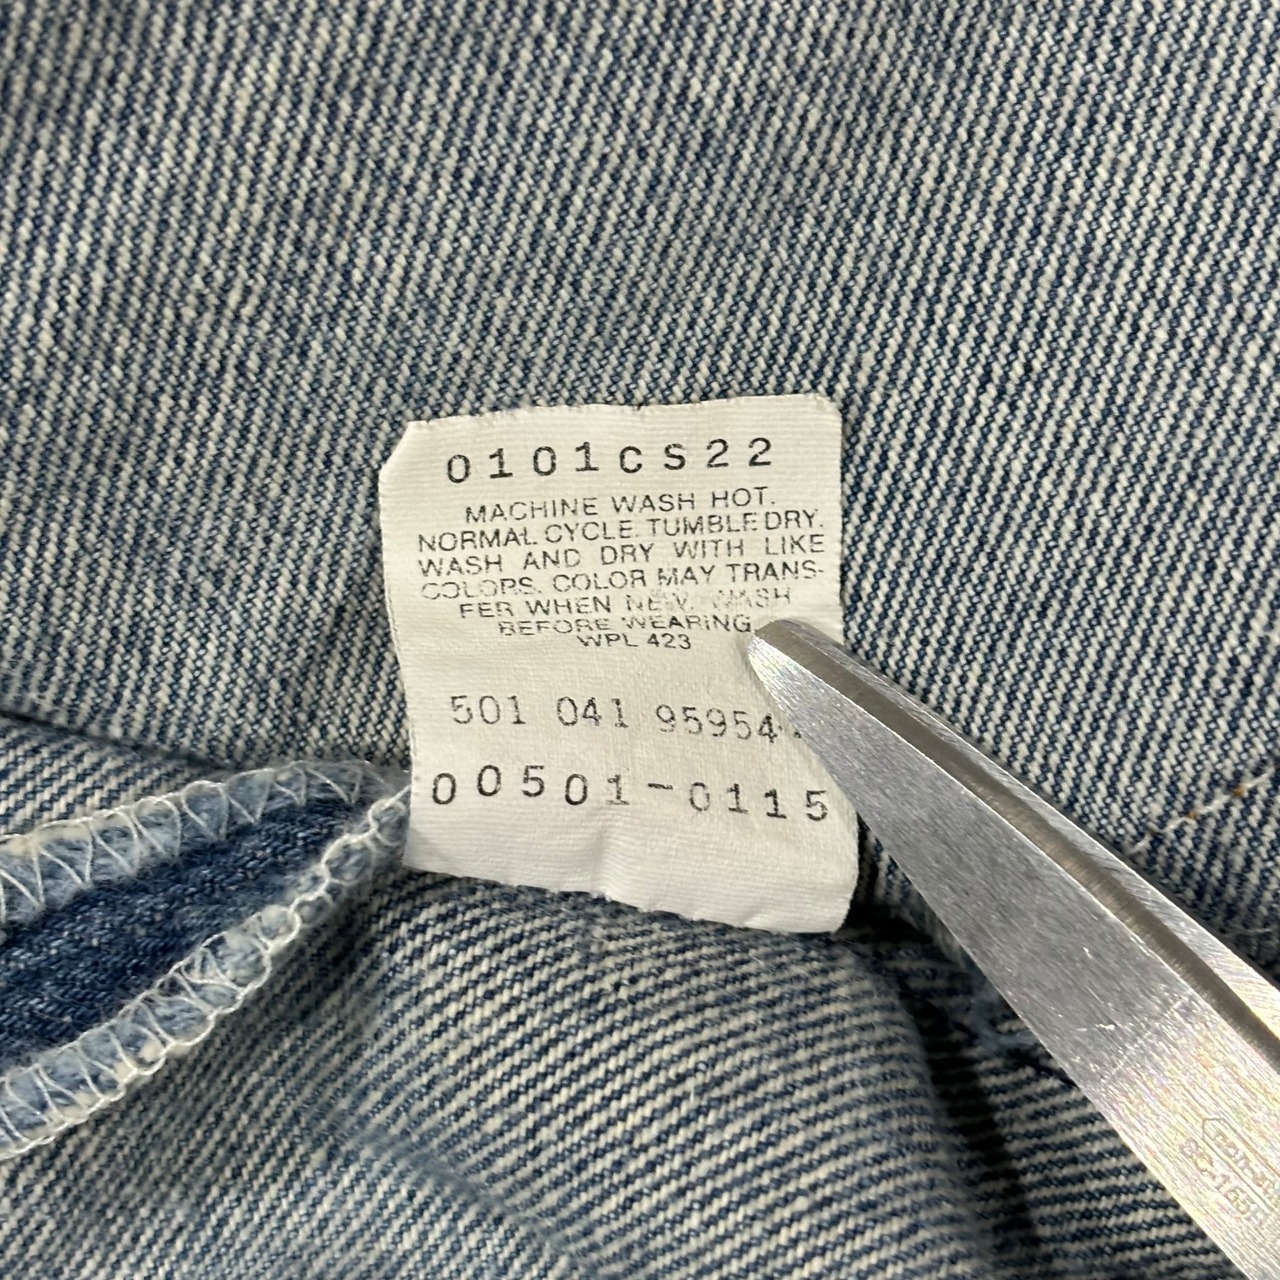 0101CS22
MACHINE WASH HOT.
NORMAL CYCLE. TUMBLE DRY.
WASH AND DRY WITH LIKE
COLORS. COLOR MAY TRANS-
FER WHEN NEW. WASH
BEFORE WEARING.
WPL 423
501 041 95954
00501-0115